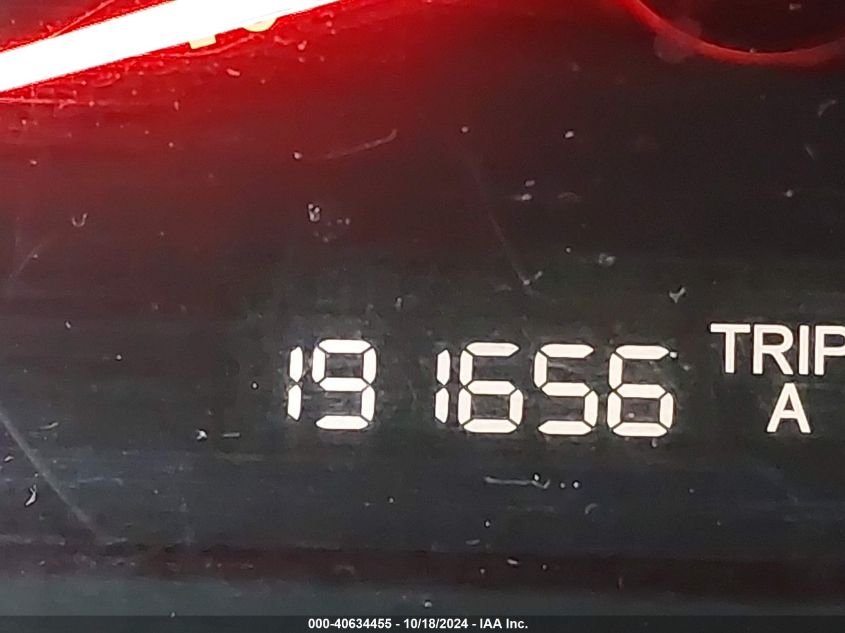 191656 TRIP
A
000-40634455 - 10/18/2024 - IAA Inc.